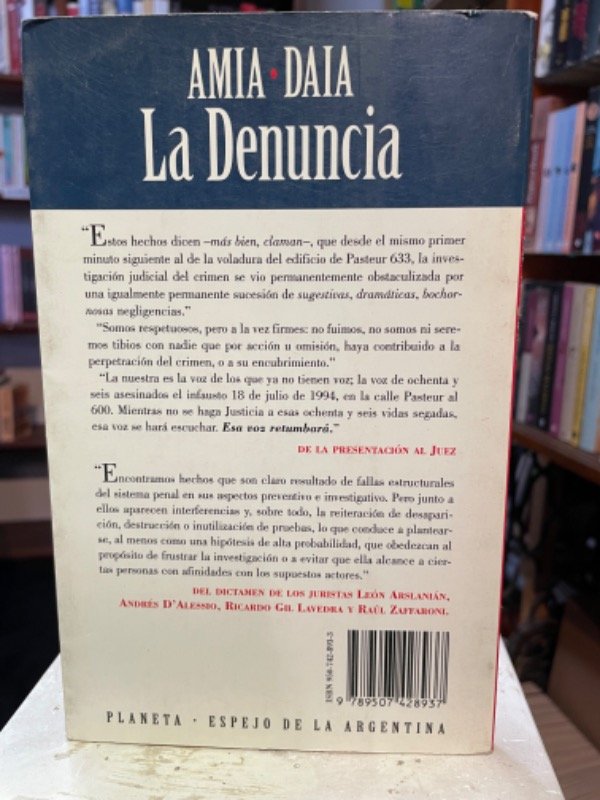 AMIA · DAIA
La Denuncia
"Estos hechos dicen –más bien, claman–, que desde el mismo primer
minuto siguiente al de la voladura del edificio de Pasteur 633, la inves-
tigación judicial del crimen se vio permanentemente obstaculizada por
una igualmente permanente sucesión de sugestivas, dramáticas, bochor-
nosas negligencias."
"Somos respetuosos, pero a la vez firmes: no fuimos, no somos ni sere-
mos tibios con nadie que por acción u omisión, haya contribuido a la
perpetración del crimen, o a su encubrimiento."
"La nuestra es la voz de los que ya no tienen voz; la voz de ochenta y
seis asesinados el infausto 18 de julio de 1994, en la calle Pasteur al
600. Mientras no se haga Justicia a esas ochenta y seis vidas segadas,
esa voz se hará escuchar. Esa voz retumbará."
DE LA PRESENTACIÓN AL JUEZ
"Encontramos hechos que son claro resultado de fallas estructurales
del sistema penal en sus aspectos preventivo e investigativo. Pero junto a
ellos aparecen interferencias y, sobre todo, la reiteración de desapari-
ción, destrucción o inutilización de pruebas, lo que conduce a plantear-
se, al menos como una hipótesis de alta probabilidad, que obedezcan al
propósito de frustrar la investigación o a evitar que ella alcance a cier-
tas personas con afinidades con los supuestos actores."
DEL DICTAMEN DE LOS JURISTAS LEÓN ARSLANIÁN,
ANDRÉS D'ALESSIO, RICARDO GIL LAVEDRA Y RAÚL ZAFFARONI.
ISBN 950-742-893-5
9 789507 428937
PLANETA · ESPEJO DE LA ARGENTINA